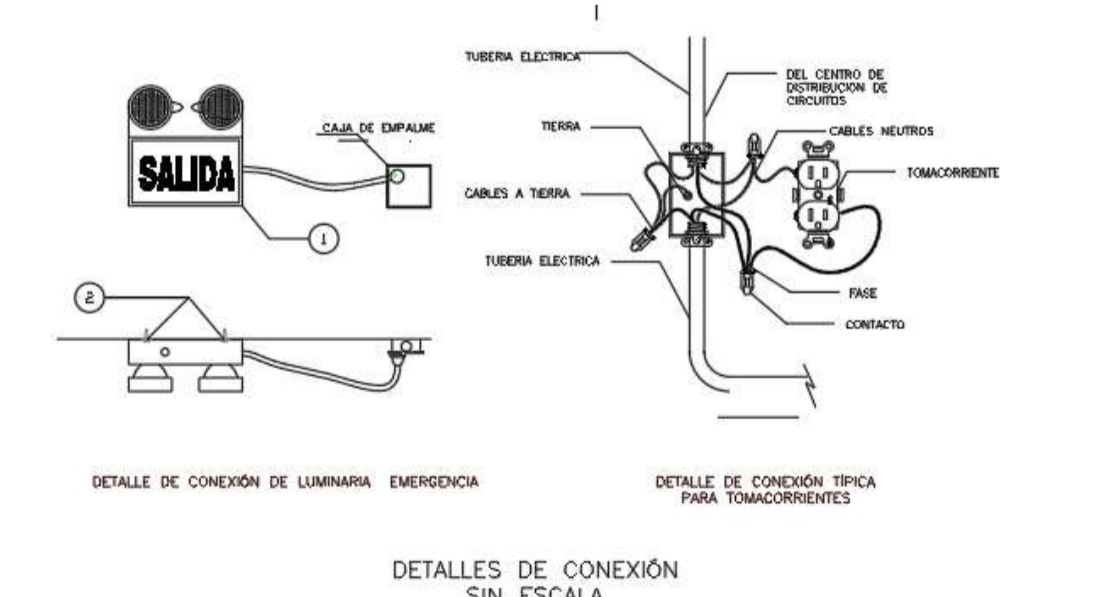 TUBERIA ELECTRICA
DEL CENTRO DE
DISTRIBUCION DE
CIRCUITOS
CAJA DE EMPALME
TIERRA
CABLES NEUTROS
SALIDA
TOMACORRIENTE
CABLES A TIERRA
1
TUBERIA ELECTRICA
2
FASE
CONTACTO
DETALLE DE CONEXIÓN DE LUMINARIA EMERGENCIA
DETALLE DE CONEXIÓN TÍPICA
PARA TOMACORRIENTES
DETALLES DE CONEXIÓN
SIN ESCALA